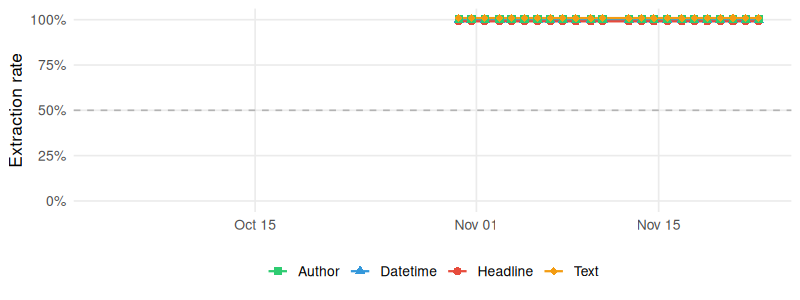 Extraction rate
100%
75%
50%
25%
0%
Oct 15 Nov 01 Nov 15
Author Datetime Headline Text